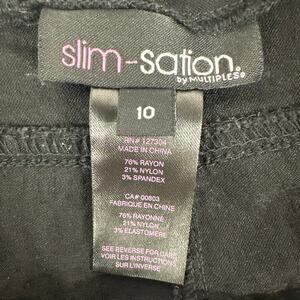 slim-sation®
by MULTIPLES®
10
RN# 127304
MADE IN CHINA
76% RAYON
21% NYLON
3% SPANDEX
CA# 00803
FABRIQUE EN CHINE
76% RAYONNE
21% NYLON
3% ELASTOMERE
SEE REVERSE FOR CARE
VOIR LES INSTRUCTIONS
SUR L'INVERSE